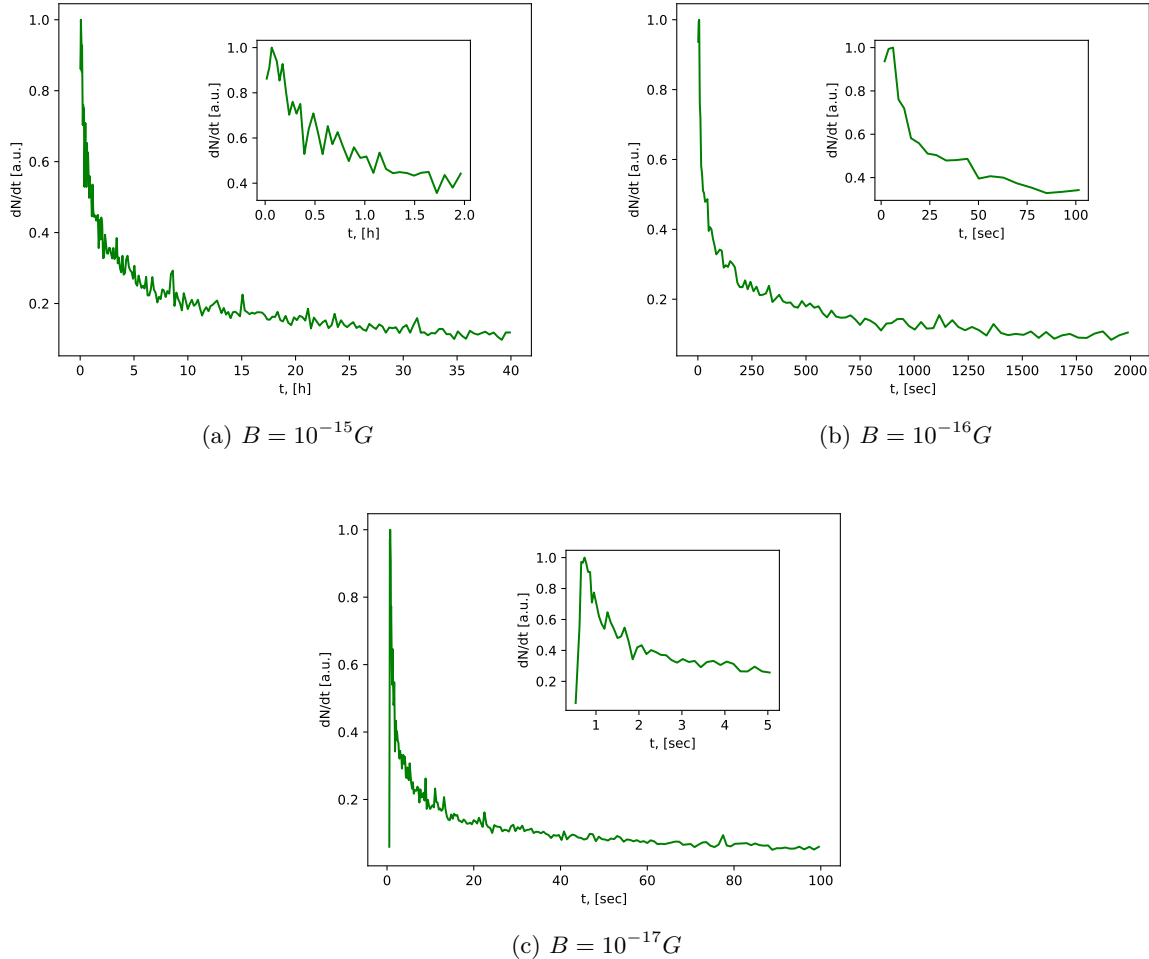 1.0
0.8
0.6
0.4
0.2
dN/dt [a.u.]
0 5 10 15 20 25 30 35 40
t, [h]
1.0
0.8
0.6
0.4
dN/dt [a.u.]
0.0 0.5 1.0 1.5 2.0
t, [h]
(a) B = 10⁻¹⁵G
1.0
0.8
0.6
0.4
0.2
dN/dt [a.u.]
0 250 500 750 1000 1250 1500 1750 2000
t, [sec]
1.0
0.8
0.6
0.4
dN/dt [a.u.]
0 25 50 75 100
t, [sec]
(b) B = 10⁻¹⁶G
1.0
0.8
0.6
0.4
0.2
dN/dt [a.u.]
0 20 40 60 80 100
t, [sec]
1.0
0.8
0.6
0.4
0.2
dN/dt [a.u.]
1 2 3 4 5
t, [sec]
(c) B = 10⁻¹⁷G